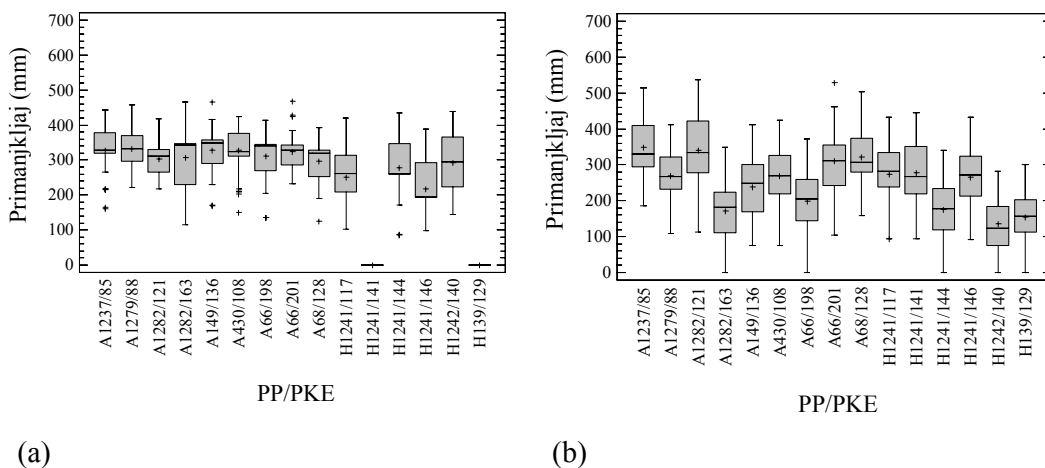 Primanjkljaj (mm)
700
600
500
400
300
200
100
0
A1237/85
A1279/88
A1282/121
A1282/163
A149/136
A430/108
A66/198
A66/201
A68/128
H1241/117
H1241/141
H1241/144
H1241/146
H1242/140
H139/129
PP/PKE
(a)
Primanjkljaj (mm)
700
600
500
400
300
200
100
0
A1237/85
A1279/88
A1282/121
A1282/163
A149/136
A430/108
A66/198
A66/201
A68/128
H1241/117
H1241/141
H1241/144
H1241/146
H1242/140
H139/129
PP/PKE
(b)